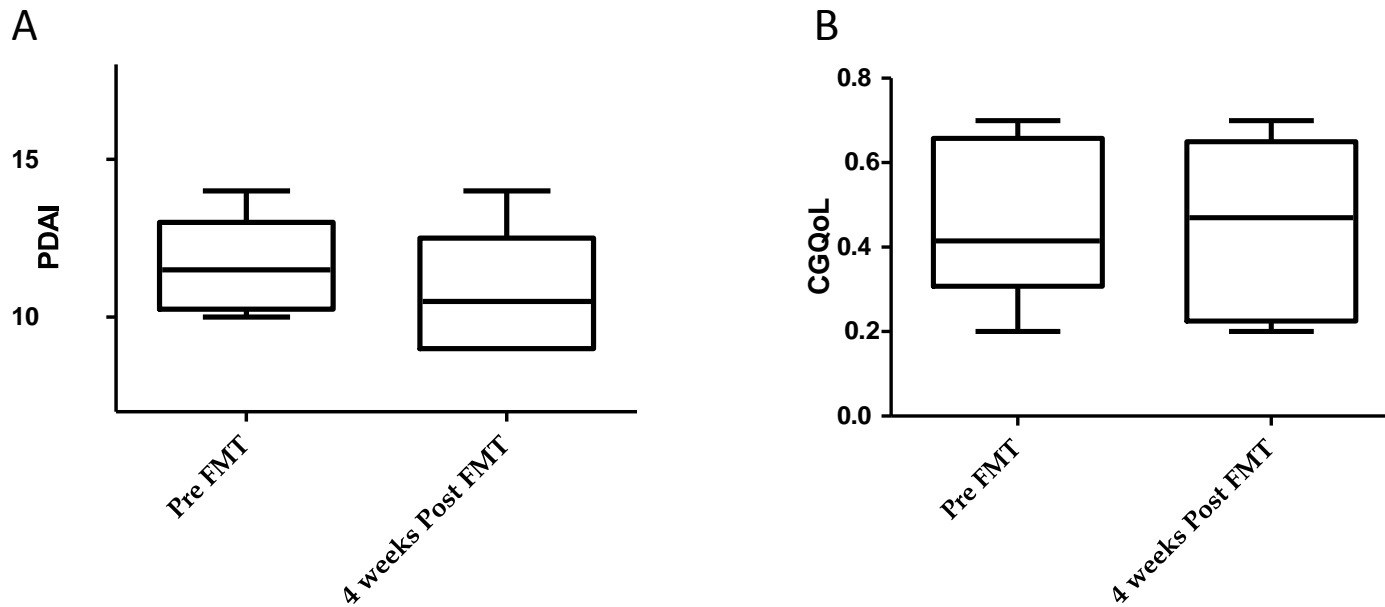 A
15
10
PDAI
Pre FMT
4 weeks Post FMT
B
0.8
0.6
0.4
0.2
0.0
CGQoL
Pre FMT
4 weeks Post FMT